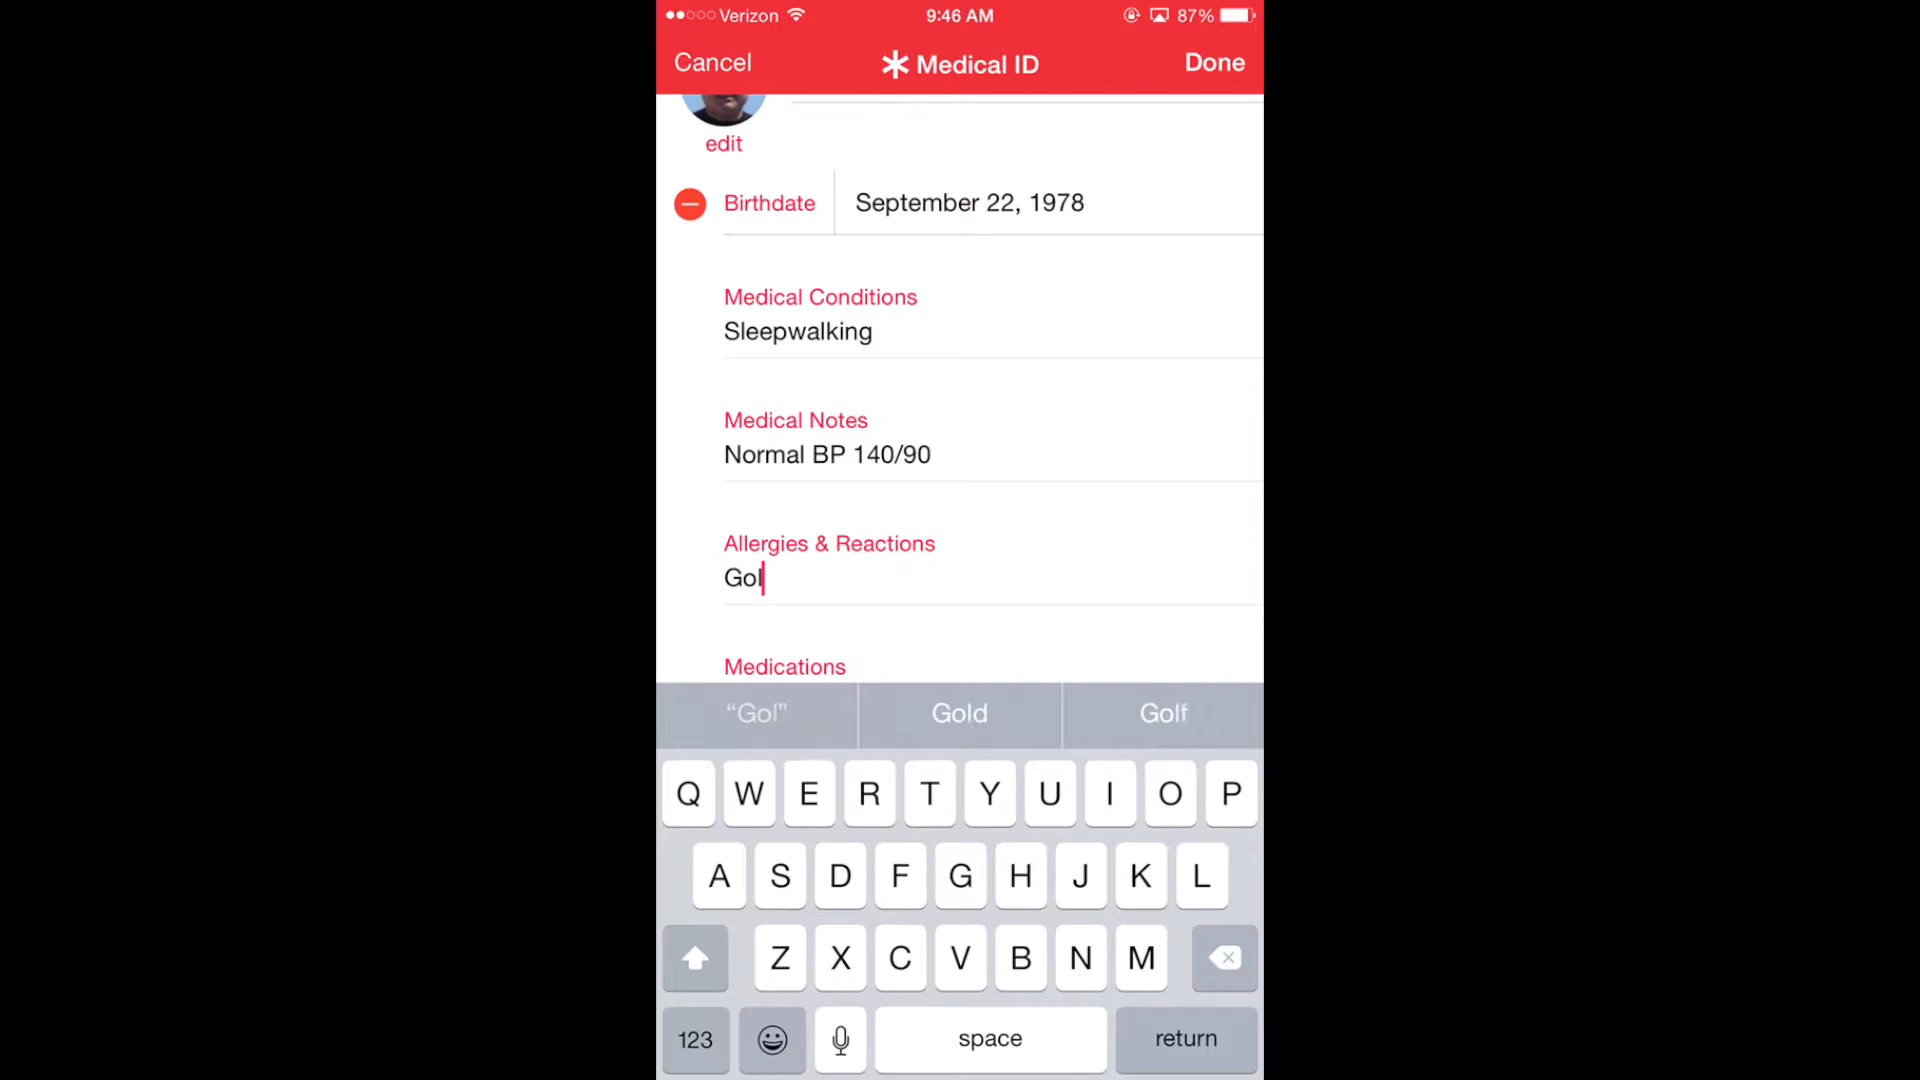 Verizon 9:46 AM 87%
Cancel Medical ID Done
edit
Birthdate September 22, 1978
Medical Conditions
Sleepwalking
Medical Notes
Normal BP 140/90
Allergies & Reactions
Gol
Medications
“Gol” Gold Golf
Q W E R T Y U I O P
A S D F G H J K L
Z X C V B N M
123 space return